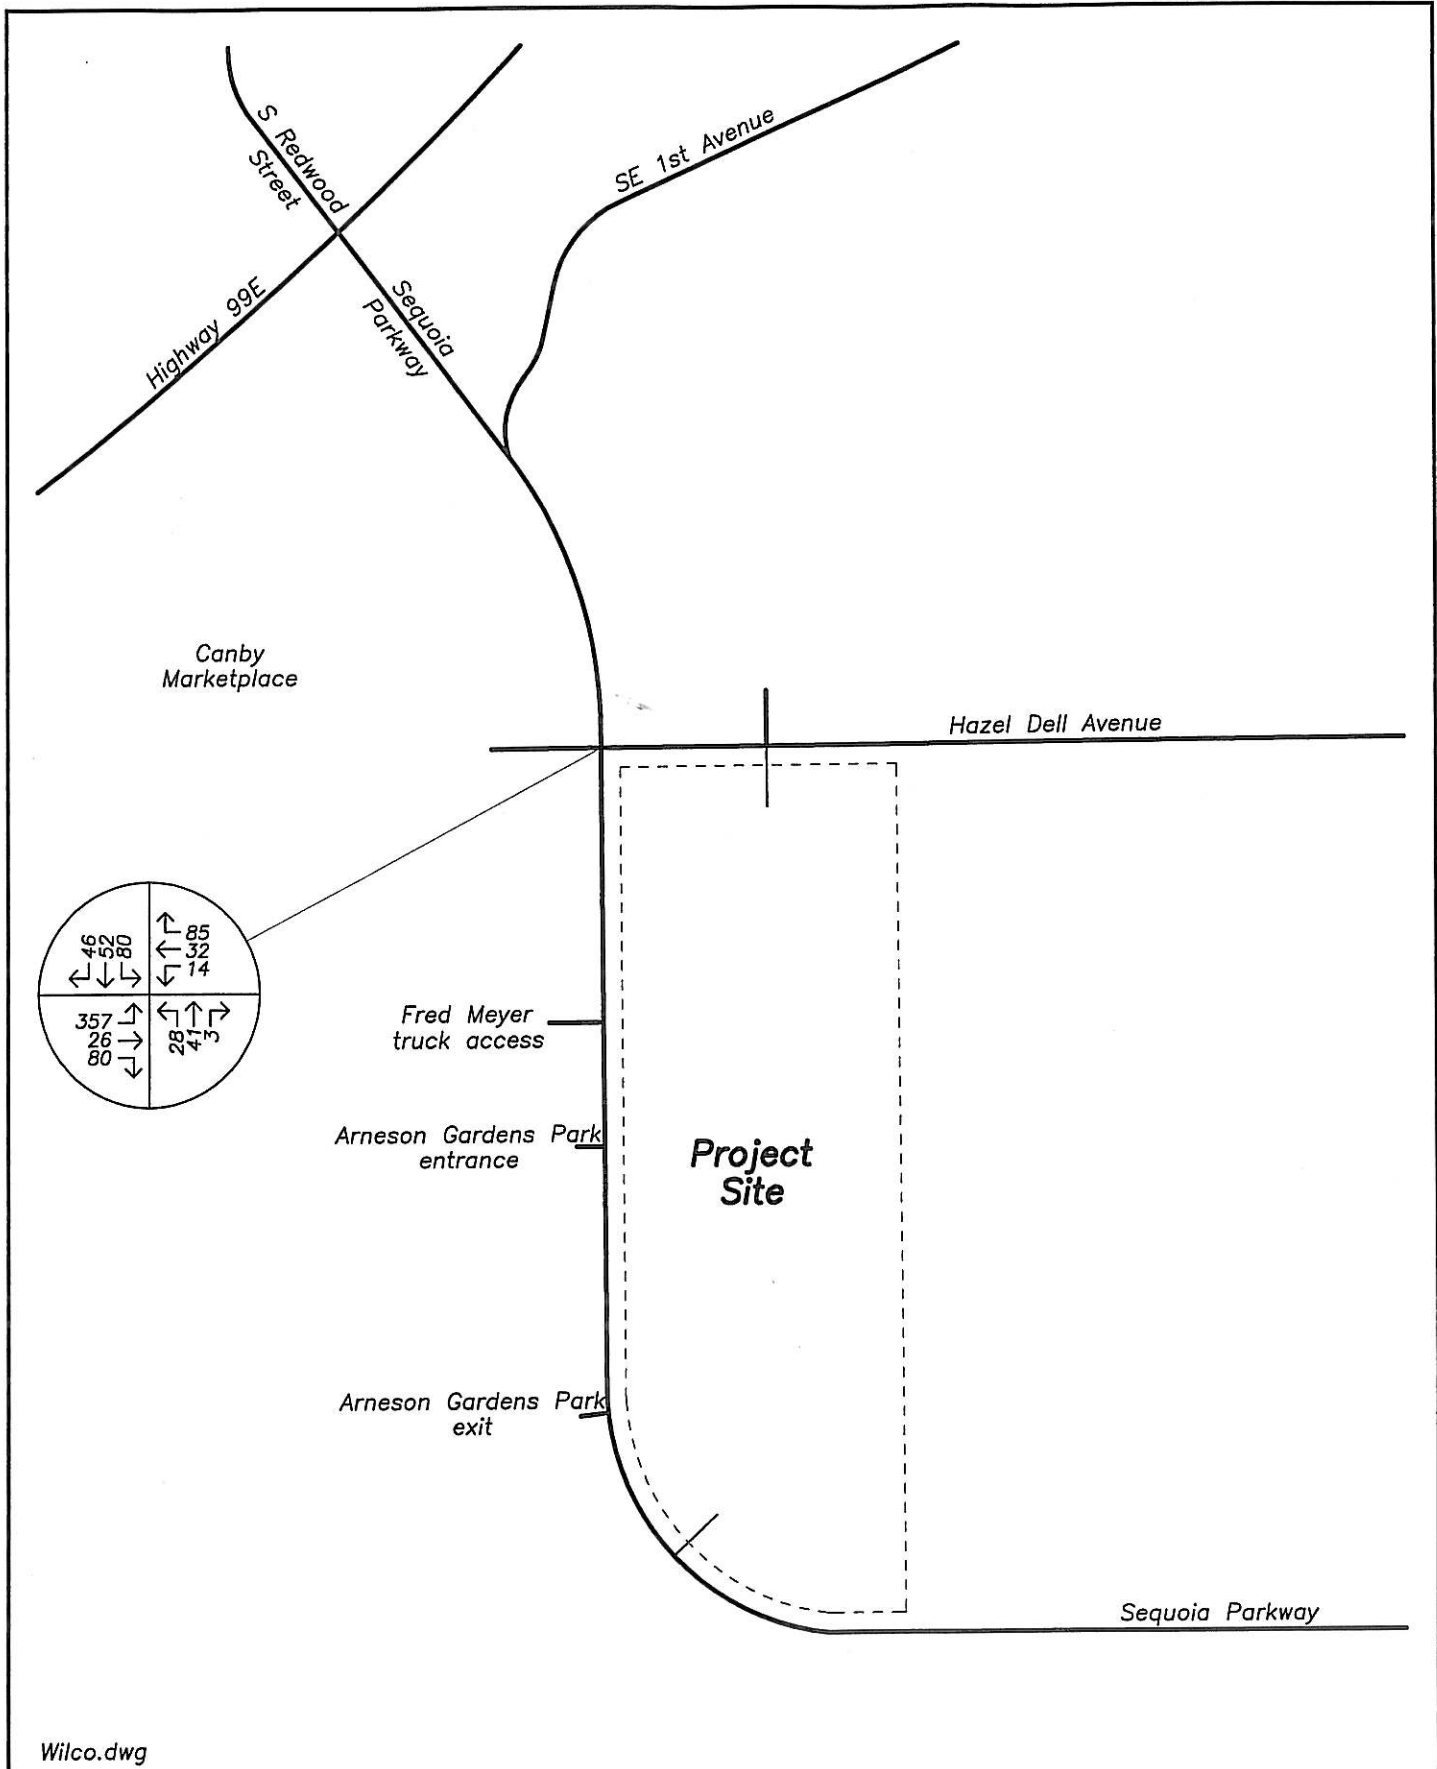 S Redwood
Street
SE 1st Avenue
Highway 99E
Sequoia
Parkway
Canby
Marketplace
Hazel Dell Avenue
46
52
80
85
32
14
357
26
80
28
41
3
Fred Meyer
truck access
Arneson Gardens Park
entrance
Project
Site
Arneson Gardens Park
exit
Sequoia Parkway
Wilco.dwg